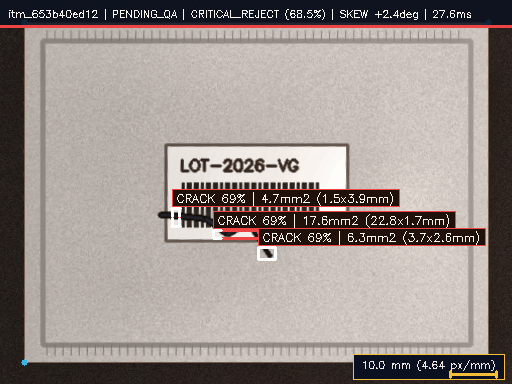 itm_653b40ed12 | PENDING_QA | CRITICAL_REJECT (68.5%) | SKEW +2.4deg | 27.6ms
LOT-2026-VG
CRACK 69% | 4.7mm2 (1.5x3.9mm)
CRACK 69% | 17.6mm2 (22.8x1.7mm)
CRACK 69% | 6.3mm2 (3.7x2.6mm)
10.0 mm (4.64 px/mm)